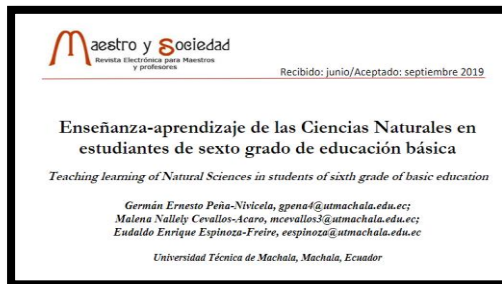 Maestro y Sociedad
Revista Electrónica para Maestros
y profesores
Recibido: junio/Aceptado: septiembre 2019
Enseñanza-aprendizaje de las Ciencias Naturales en
estudiantes de sexto grado de educación básica
Teaching learning of Natural Sciences in students of sixth grade of basic education
Germán Ernesto Peña-Nivicela, gpena4@utmachala.edu.ec;
Malena Nallely Cevallos-Acaro, mcevallos3@utmachala.edu.ec;
Eudaldo Enrique Espinoza-Freire, eespinoza@utmachala.edu.ec
Universidad Técnica de Machala, Machala, Ecuador